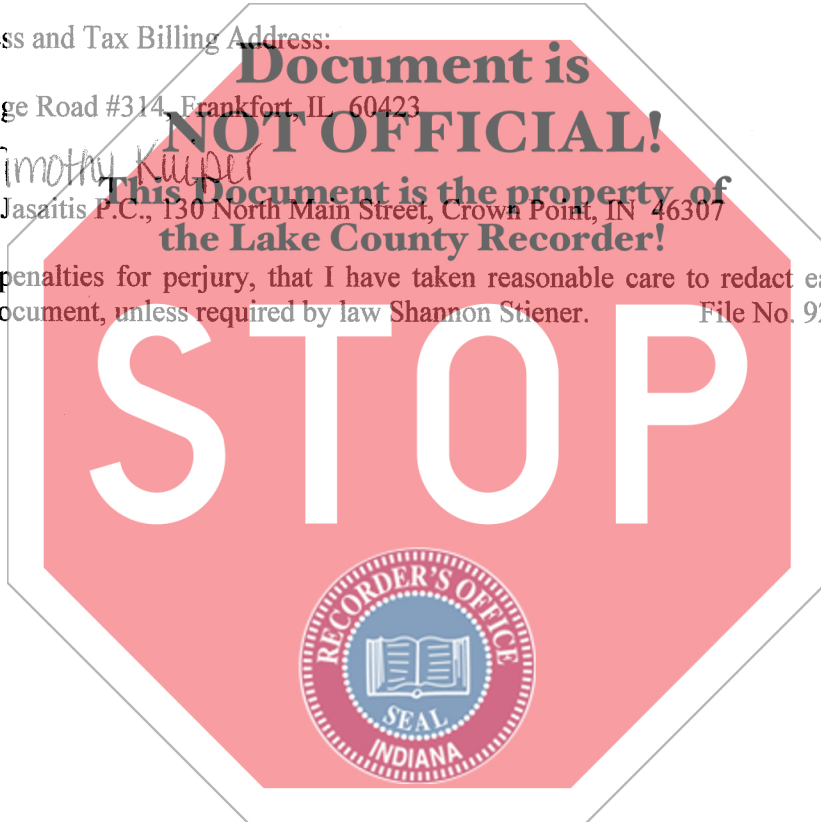 ss and Tax Billing Address:
Document is
ge Road #314, Frankfort, IL 60423
NOT OFFICIAL!
Timothy Kuiper
This Document is the property of
Jasaitis P.C., 130 North Main Street, Crown Point, IN 46307
the Lake County Recorder!
penalties for perjury, that I have taken reasonable care to redact ea
ocument, unless required by law Shannon Stiener. File No. 92
STOP
RECORDER'S OFFICE
SEAL
INDIANA